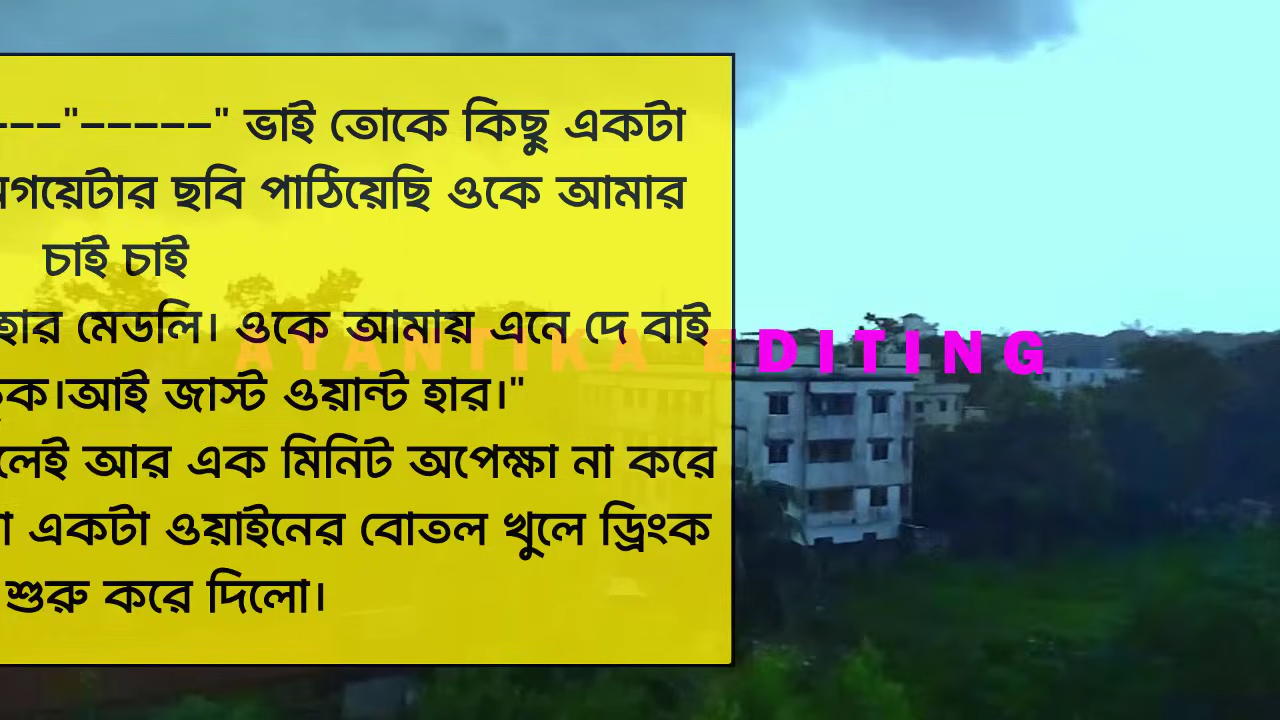 ---"-----" ভাই তোকে কিছু একটা
ছবি পাঠিয়েছি ওকে আমার
চাই চাই
মেডলি। ওকে আমায় এনে দে বাই
আই জাস্ট ওয়ান্ট হার।"
আর এক মিনিট অপেক্ষা না করে
একটা ওয়াইনের বোতল খুলে ড্রিংক
শুরু করে দিলো।
AYANTIKA EDITING